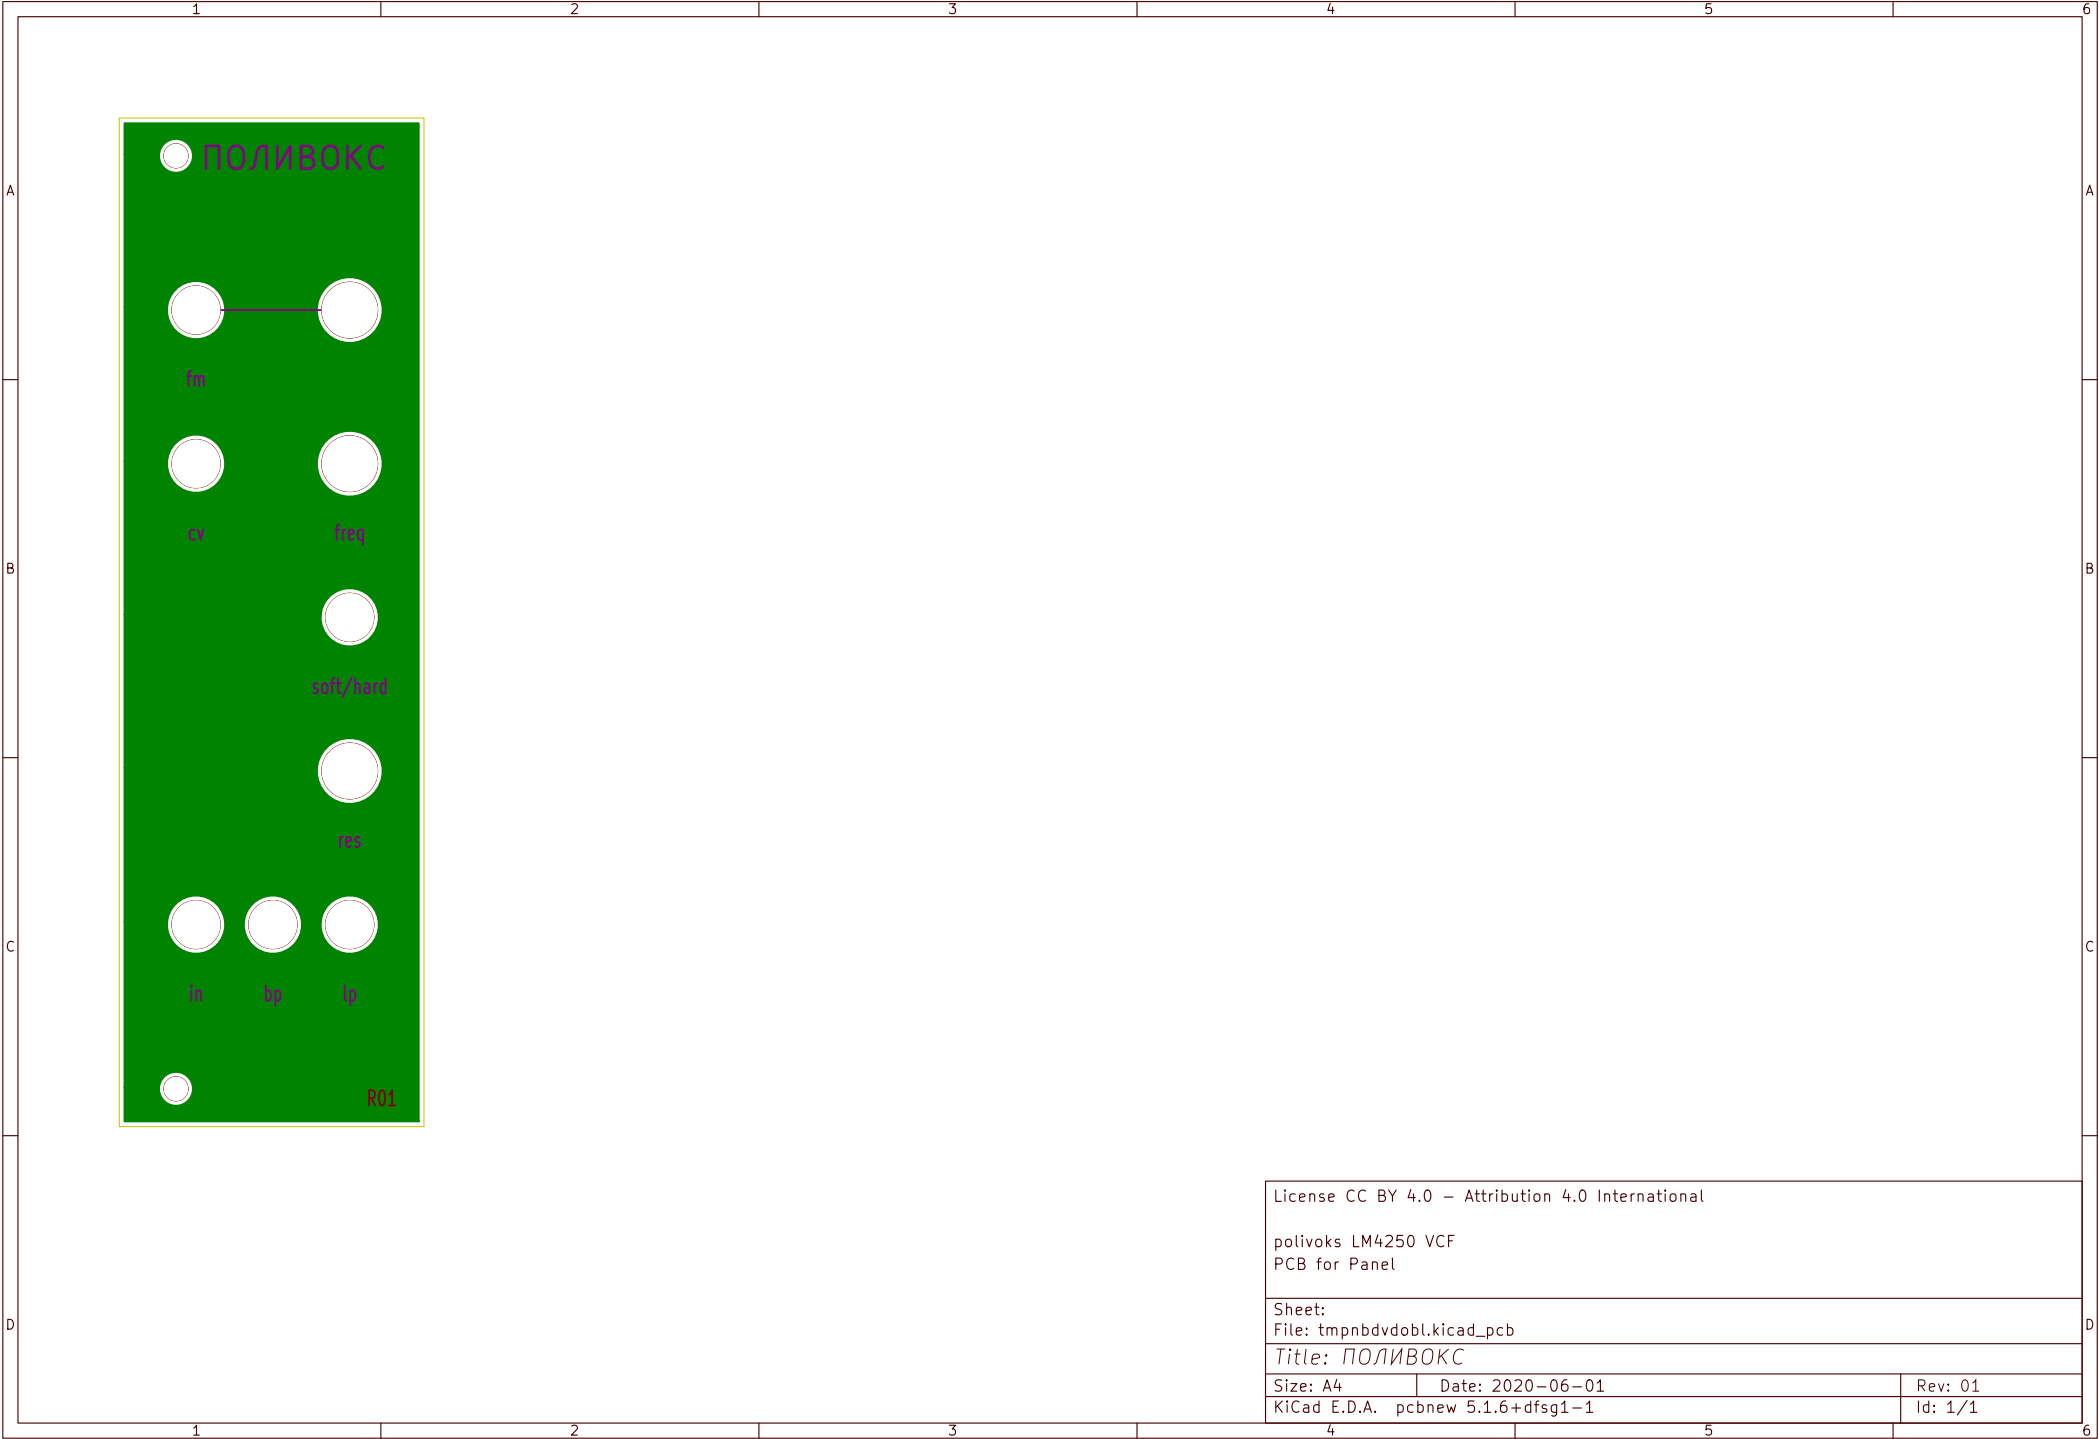 1 2 3 4 5 6
A A
ПОЛИВОКС
fm
cv freq
B B
soft/hard
res
C C
in bp lp
R01
License CC BY 4.0 - Attribution 4.0 International
polivoks LM4250 VCF
PCB for Panel
Sheet:
File: tmpnbdvdobl.kicad_pcb
D D
Title: ПОЛИВОКС
Size: A4 Date: 2020-06-01 Rev: 01
KiCad E.D.A. pcbnew 5.1.6+dfsg1-1 Id: 1/1
1 2 3 4 5 6